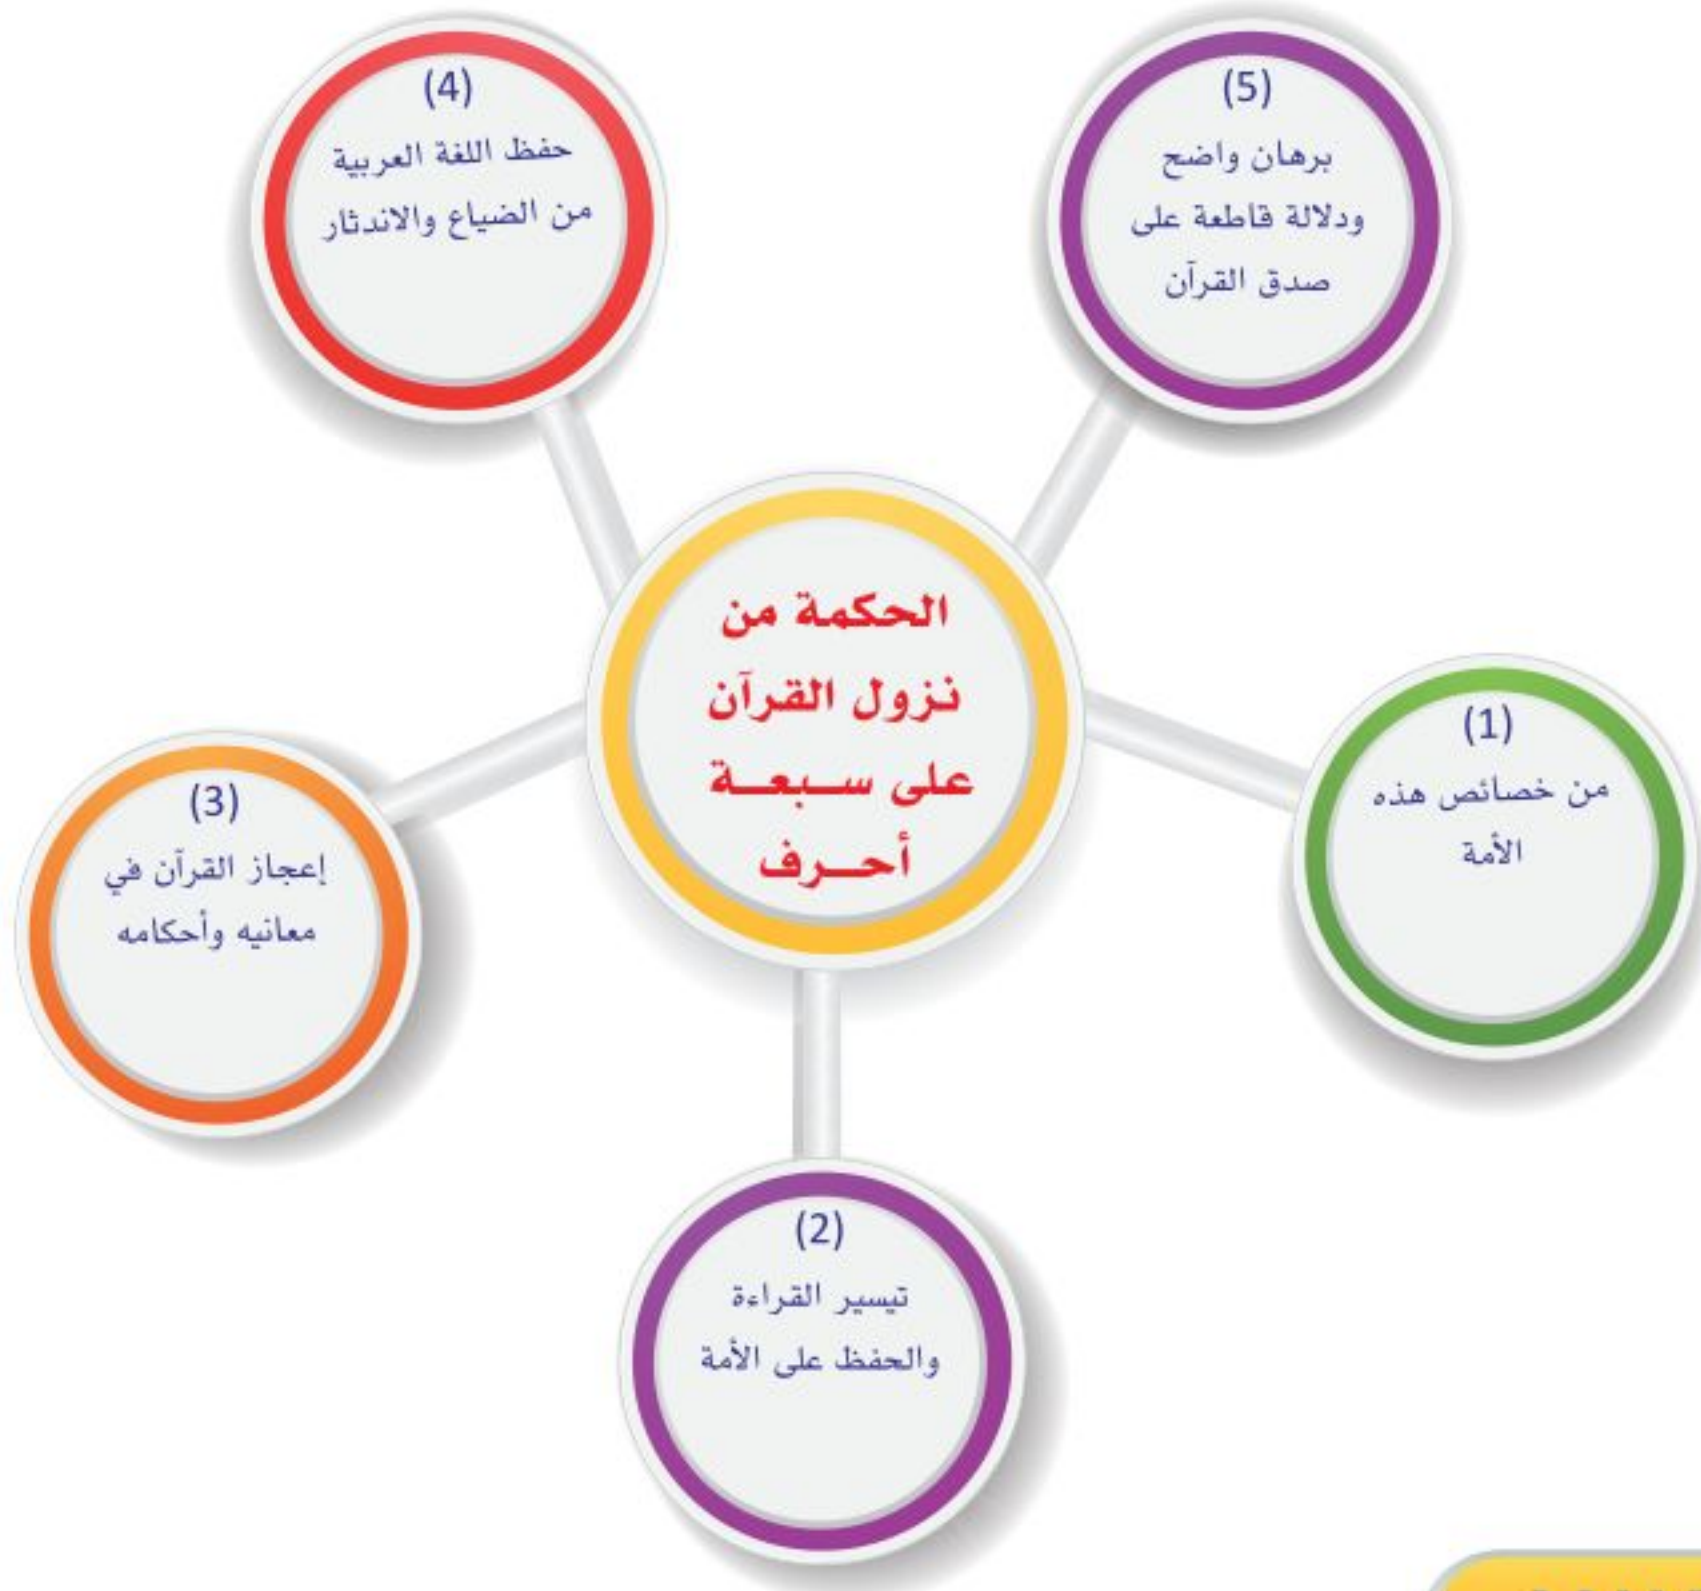 الحكمة من
نزول القرآن
على سبعة
أحرف
(1)
من خصائص هذه
الأمة
(2)
تيسير القراءة
والحفظ على الأمة
(3)
إعجاز القرآن في
معانيه وأحكامه
(4)
حفظ اللغة العربية
من الضياع والاندثار
(5)
برهان واضح
ودلالة قاطعة على
صدق القرآن